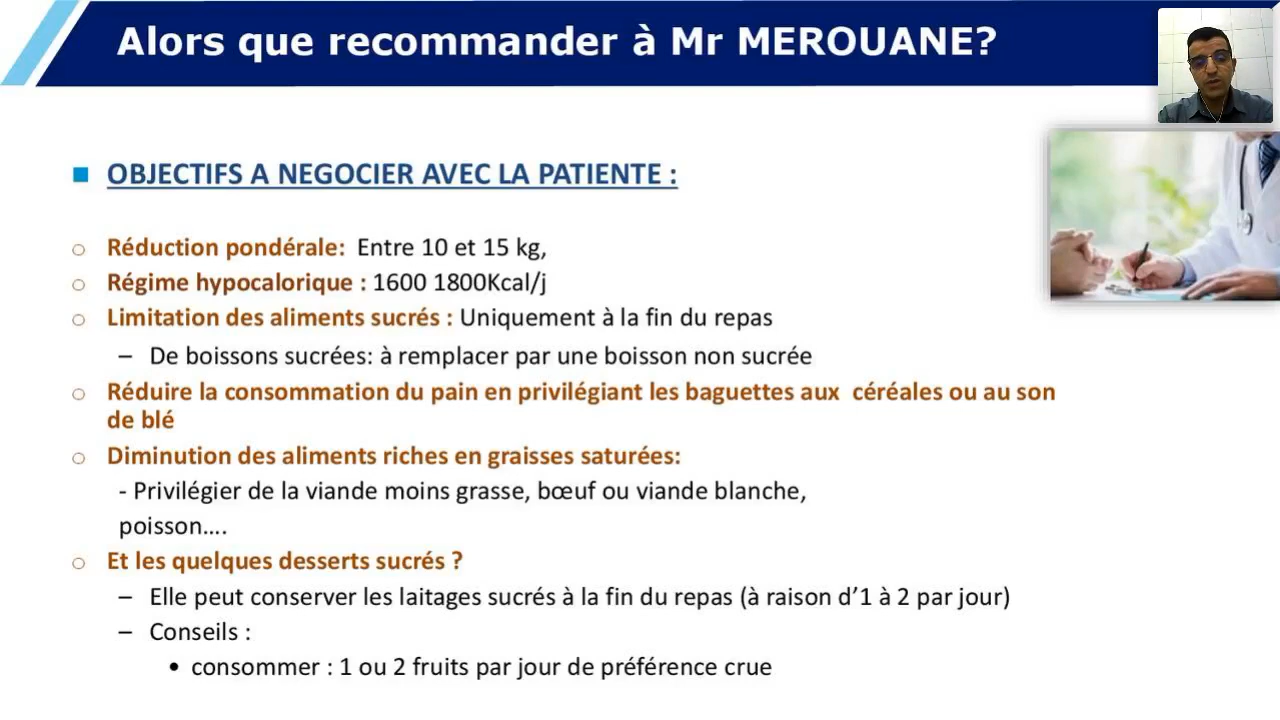 Alors que recommander à Mr MEROUANE?
■ OBJECTIFS A NEGOCIER AVEC LA PATIENTE :
o Réduction pondérale: Entre 10 et 15 kg,
o Régime hypocalorique : 1600 1800Kcal/j
o Limitation des aliments sucrés : Uniquement à la fin du repas
– De boissons sucrées: à remplacer par une boisson non sucrée
o Réduire la consommation du pain en privilégiant les baguettes aux céréales ou au son
de blé
o Diminution des aliments riches en graisses saturées:
- Privilégier de la viande moins grasse, bœuf ou viande blanche,
poisson....
o Et les quelques desserts sucrés ?
– Elle peut conserver les laitages sucrés à la fin du repas (à raison d’1 à 2 par jour)
– Conseils :
• consommer : 1 ou 2 fruits par jour de préférence crue